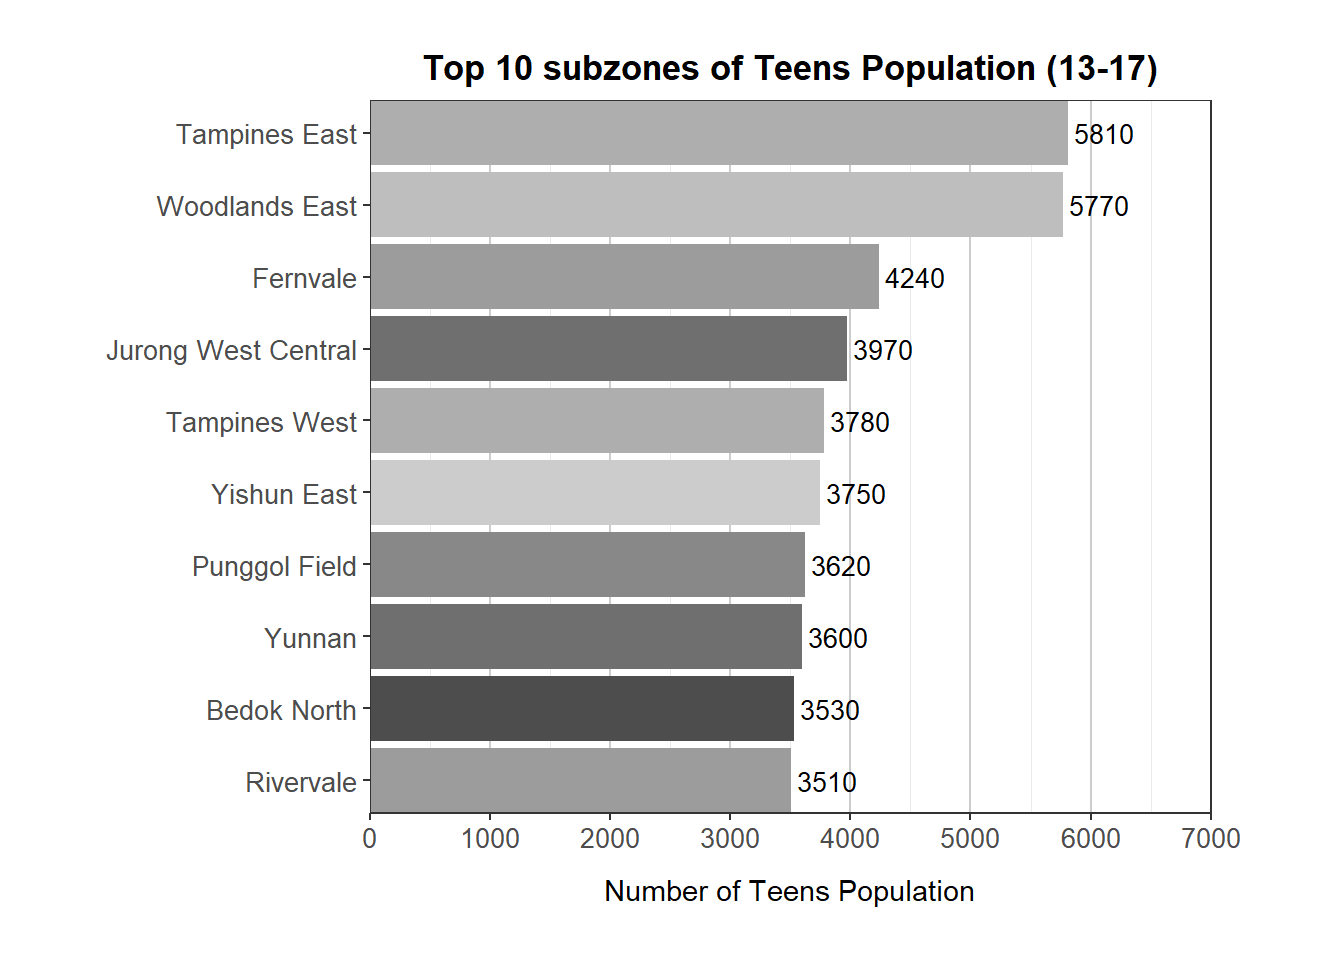 Top 10 subzones of Teens Population (13-17)
Tampines East 5810
Woodlands East 5770
Fernvale 4240
Jurong West Central 3970
Tampines West 3780
Yishun East 3750
Punggol Field 3620
Yunnan 3600
Bedok North 3530
Rivervale 3510
0 1000 2000 3000 4000 5000 6000 7000
Number of Teens Population